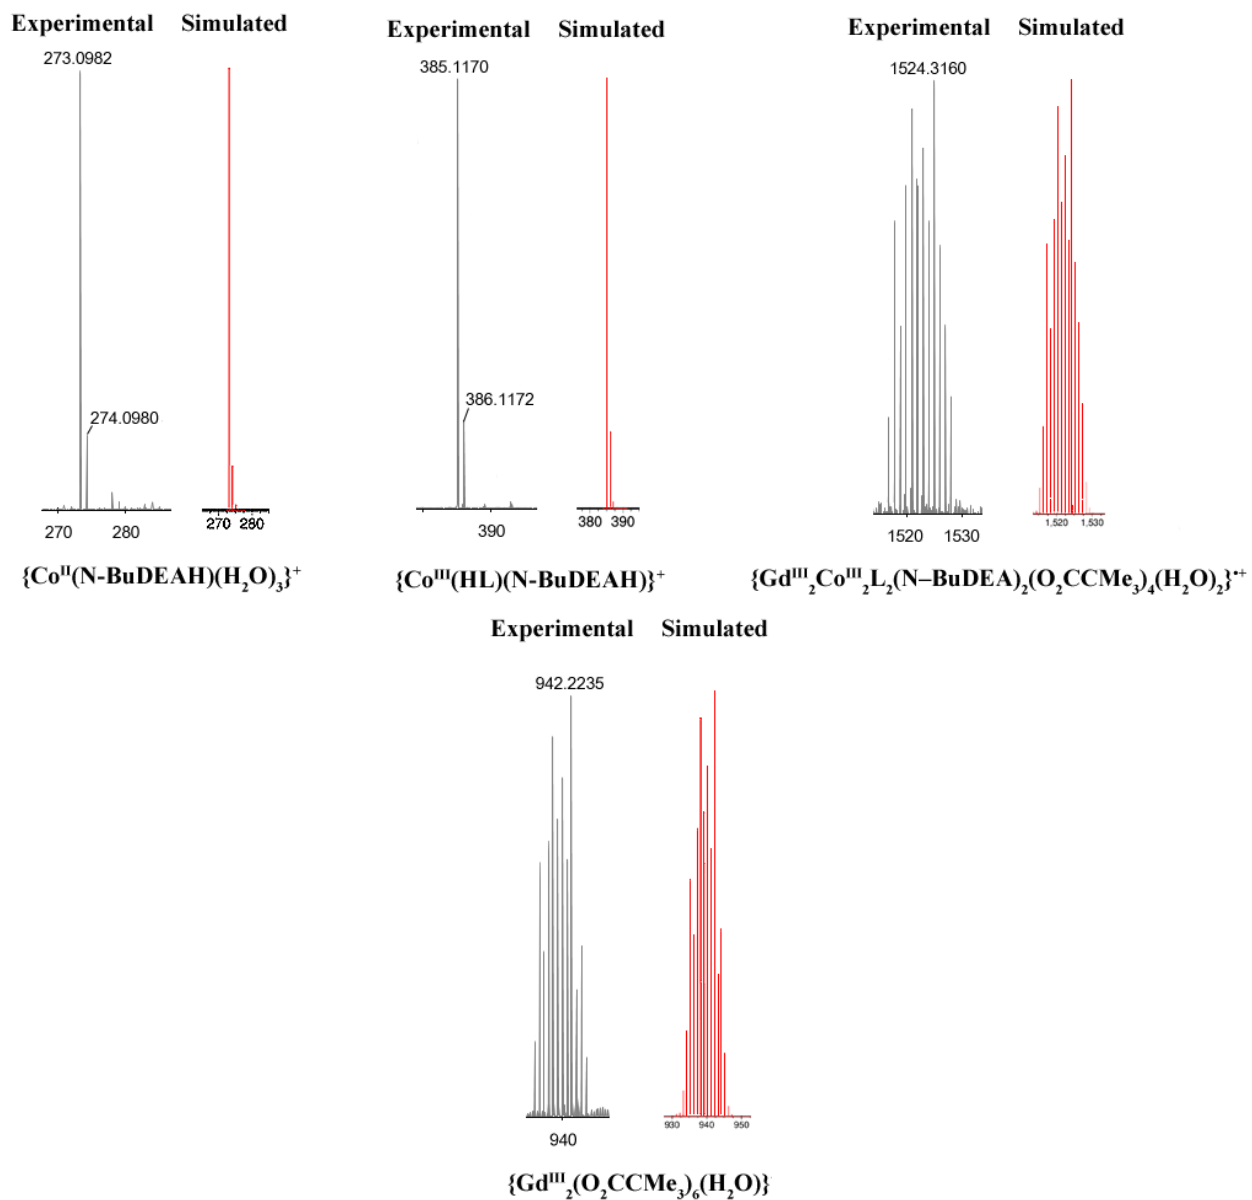 Experimental Simulated
273.0982
274.0980
270 280
270 280
{Co^II(N-BuDEAH)(H₂O)₃}⁺
Experimental Simulated
385.1170
386.1172
390
380 390
{Co^III(HL)(N-BuDEAH)}⁺
Experimental Simulated
1524.3160
1520 1530
1,520 1,530
{Gd^III₂Co^III₂L₂(N–BuDEA)₂(O₂CCMe₃)₄(H₂O)₂}^•+
Experimental Simulated
942.2235
940
930 940 950
{Gd^III₂(O₂CCMe₃)₆(H₂O)}